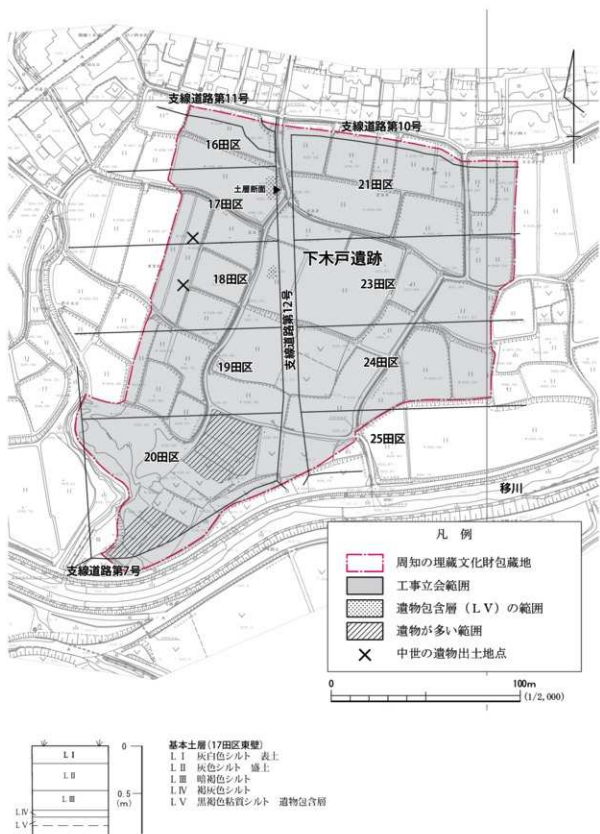 支線道路第11号
支線道路第10号
16田区
21田区
土層断面
17田区
下木戸遺跡
18田区
23田区
支線道路第12号
19田区
24田区
20田区
25田区
移川
支線道路第7号
凡 例
周知の埋蔵文化財包蔵地
工事立会範囲
遺物包含層（ＬⅤ）の範囲
遺物が多い範囲
中世の遺物出土地点
0 100m
(1/2,000)
基本土層(17田区東壁)
LⅠ 灰白色シルト 表土
LⅡ 灰色シルト 盛土
LⅢ 暗褐色シルト
LⅣ 褐灰色シルト
LⅤ 黒褐色粘質シルト 遺物包含層
LⅠ
LⅡ
LⅢ
LⅣ
LⅤ
0
0.5
(m)